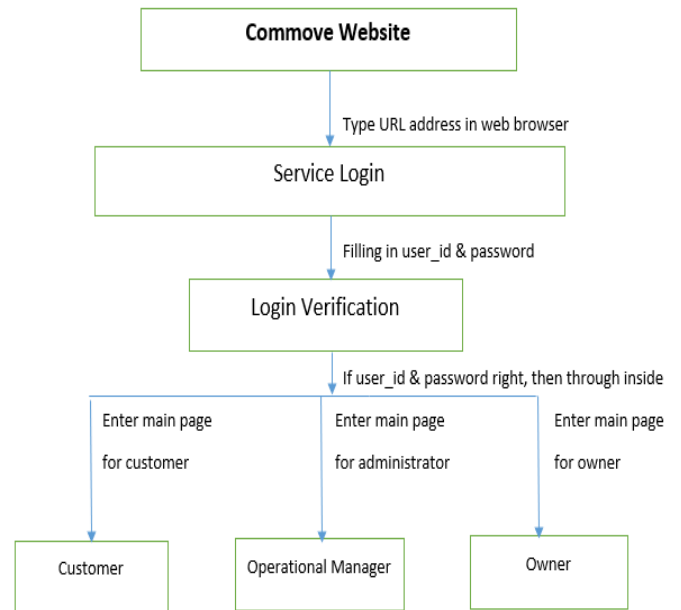 Commove Website
Type URL address in web browser
Service Login
Filling in user_id & password
Login Verification
If user_id & password right, then through inside
Enter main page
for customer
Enter main page
for administrator
Enter main page
for owner
Customer
Operational Manager
Owner